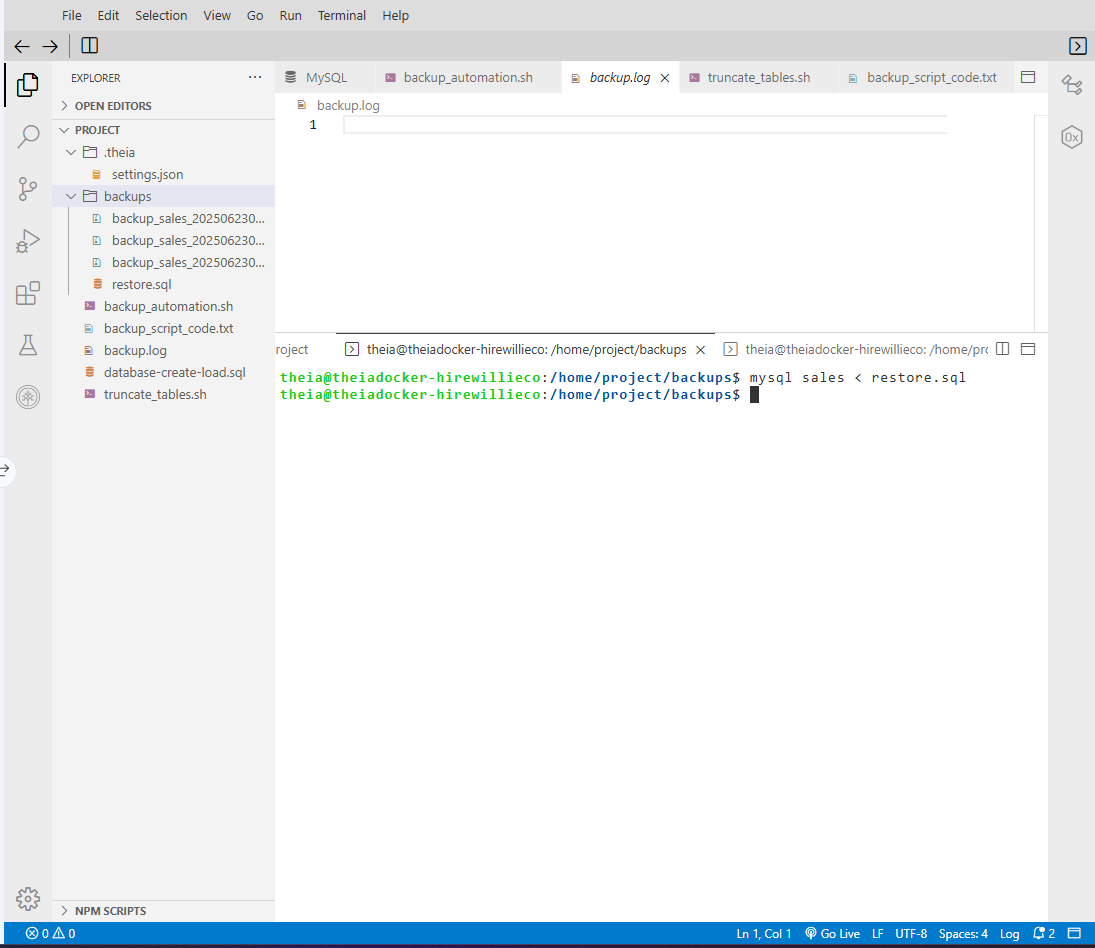 File Edit Selection View Go Run Terminal Help
EXPLORER
OPEN EDITORS
PROJECT
.theia
settings.json
backups
backup_sales_202506230...
backup_sales_202506230...
backup_sales_202506230...
restore.sql
backup_automation.sh
backup_script_code.txt
backup.log
database-create-load.sql
truncate_tables.sh
NPM SCRIPTS
MySQL backup_automation.sh backup.log truncate_tables.sh backup_script_code.txt
backup.log
1
roject theia@theiadocker-hirewillieco: /home/project/backups theia@theiadocker-hirewillieco: /home/pro
theia@theiadocker-hirewillieco:/home/project/backups$ mysql sales < restore.sql
theia@theiadocker-hirewillieco:/home/project/backups$
0x
0 0 Ln 1, Col 1 Go Live LF UTF-8 Spaces: 4 Log 2